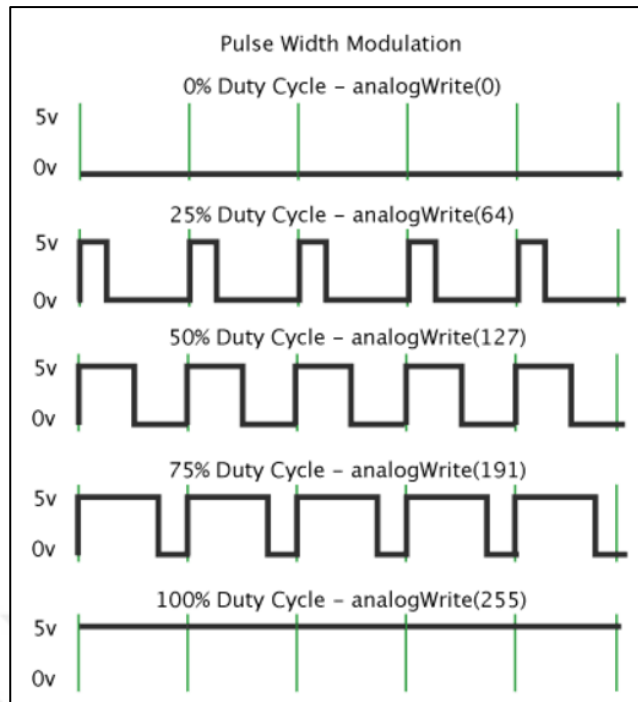 Pulse Width Modulation
0% Duty Cycle – analogWrite(0)
5v
0v
25% Duty Cycle – analogWrite(64)
5v
0v
50% Duty Cycle – analogWrite(127)
5v
0v
75% Duty Cycle – analogWrite(191)
5v
0v
100% Duty Cycle – analogWrite(255)
5v
0v